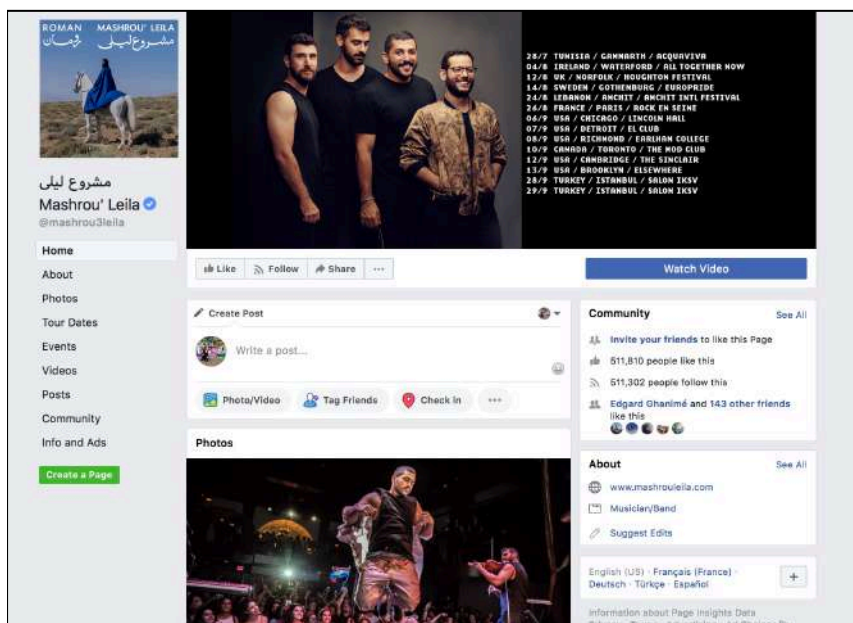 ROMAN MASHROU' LEILA
رومان مشروع ليلى
28/7 TUNISIA / GAMMARTH / ACQUAVIVA
04/8 IRELAND / WATERFORD / ALL TOGETHER NOW
12/8 UK / NORFOLK / HOUGHTON FESTIVAL
14/8 SWEDEN / GOTHENBURG / EUROPRIDE
24/8 LEBANON / AMCHIT / AMCHIT INTL FESTIVAL
26/8 FRANCE / PARIS / ROCK EN SEINE
06/9 USA / CHICAGO / LINCOLN HALL
07/9 USA / DETROIT / EL CLUB
08/9 USA / RICHMOND / EARLHAM COLLEGE
10/9 CANADA / TORONTO / THE MOD CLUB
12/9 USA / CAMBRIDGE / THE SINCLAIR
13/9 USA / BROOKLYN / ELSEWHERE
28/9 TURKEY / ISTANBUL / SALON IKSV
29/9 TURKEY / ISTANBUL / SALON IKSV
مشروع ليلى
Mashrou' Leila
@mashrou3leila
Home
About
Photos
Tour Dates
Events
Videos
Posts
Community
Info and Ads
Create a Page
Like Follow Share ...
Watch Video
Create Post
Write a post...
Photo/Video Tag Friends Check in ...
Photos
Community See All
Invite your friends to like this Page
511,810 people like this
511,302 people follow this
Edgard Ghanimé and 143 other friends
like this
About See All
www.mashrouleila.com
Musician/Band
Suggest Edits
English (US) · Français (France) ·
Deutsch · Türkçe · Español
Information about Page Insights Data